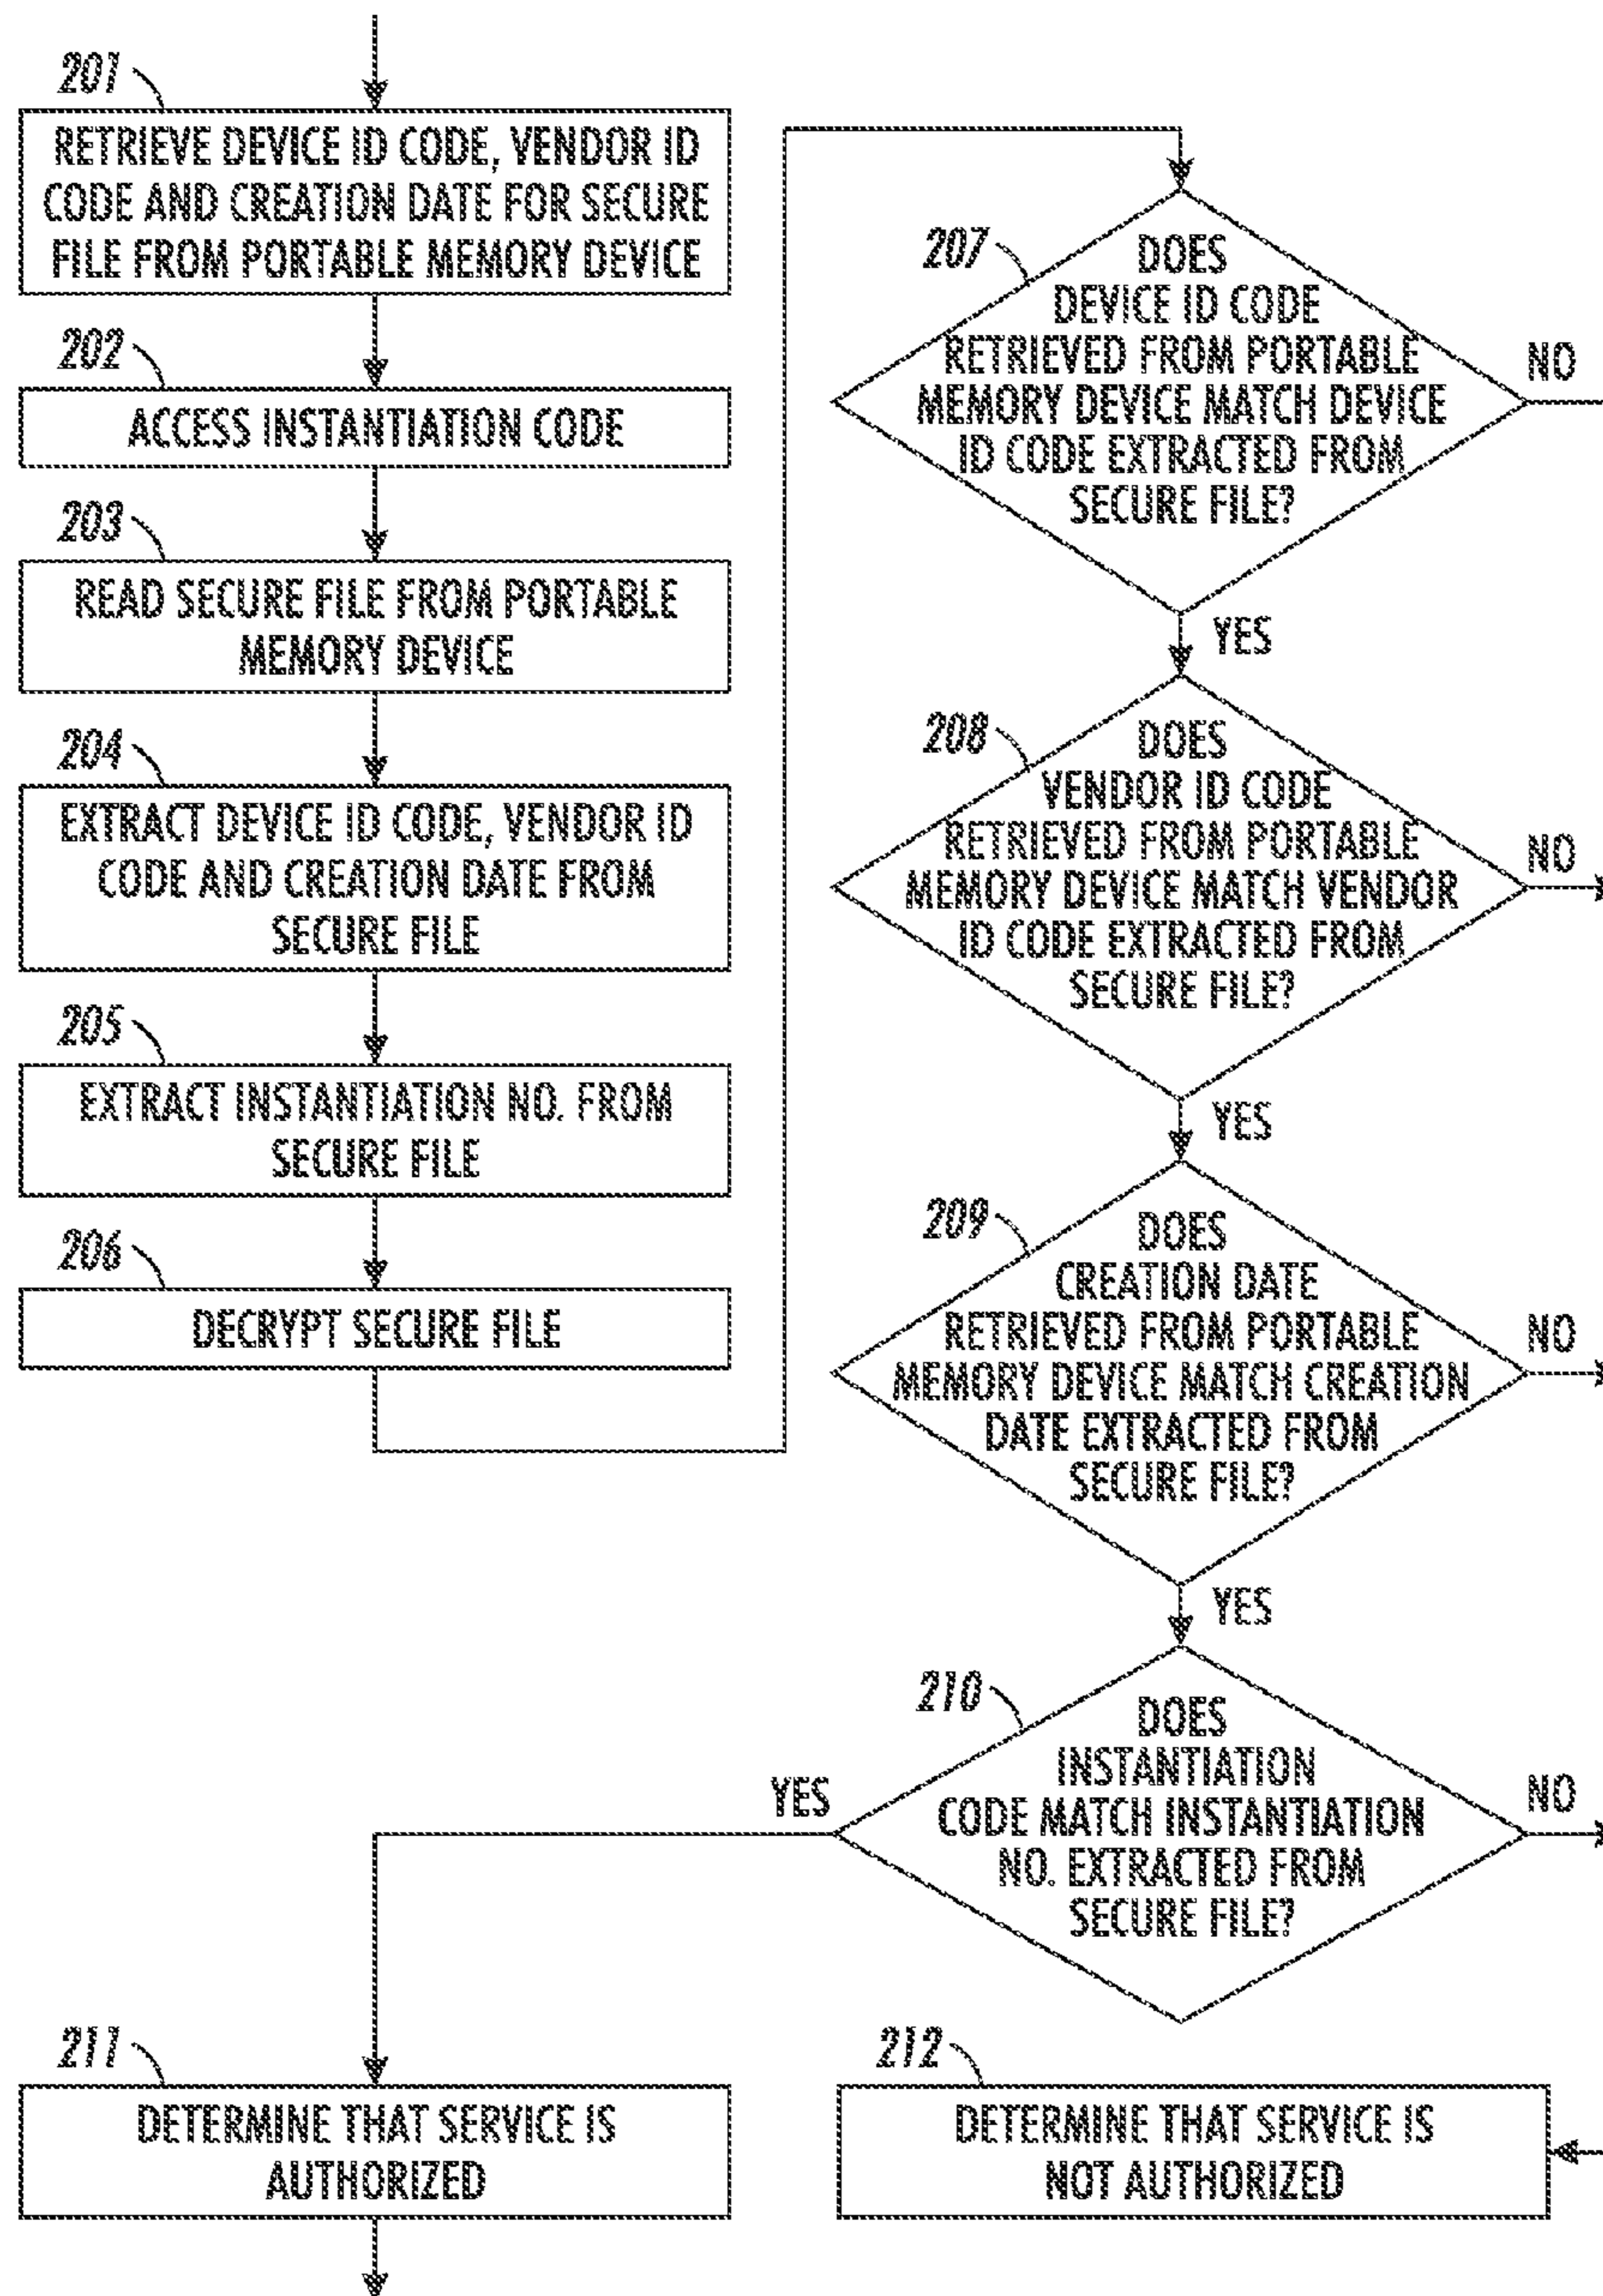 201
RETRIEVE DEVICE ID CODE, VENDOR ID
CODE AND CREATION DATE FOR SECURE
FILE FROM PORTABLE MEMORY DEVICE
202
ACCESS INSTANTIATION CODE
203
READ SECURE FILE FROM PORTABLE
MEMORY DEVICE
204
EXTRACT DEVICE ID CODE, VENDOR ID
CODE AND CREATION DATE FROM
SECURE FILE
205
EXTRACT INSTANTIATION NO. FROM
SECURE FILE
206
DECRYPT SECURE FILE
207
DOES
DEVICE ID CODE
RETRIEVED FROM PORTABLE
MEMORY DEVICE MATCH DEVICE
ID CODE EXTRACTED FROM
SECURE FILE?
NO
YES
208
DOES
VENDOR ID CODE
RETRIEVED FROM PORTABLE
MEMORY DEVICE MATCH VENDOR
ID CODE EXTRACTED FROM
SECURE FILE?
NO
YES
209
DOES
CREATION DATE
RETRIEVED FROM PORTABLE
MEMORY DEVICE MATCH CREATION
DATE EXTRACTED FROM
SECURE FILE?
NO
YES
210
DOES
INSTANTIATION
CODE MATCH INSTANTIATION
NO. EXTRACTED FROM
SECURE FILE?
YES
NO
211
DETERMINE THAT SERVICE IS
AUTHORIZED
212
DETERMINE THAT SERVICE IS
NOT AUTHORIZED